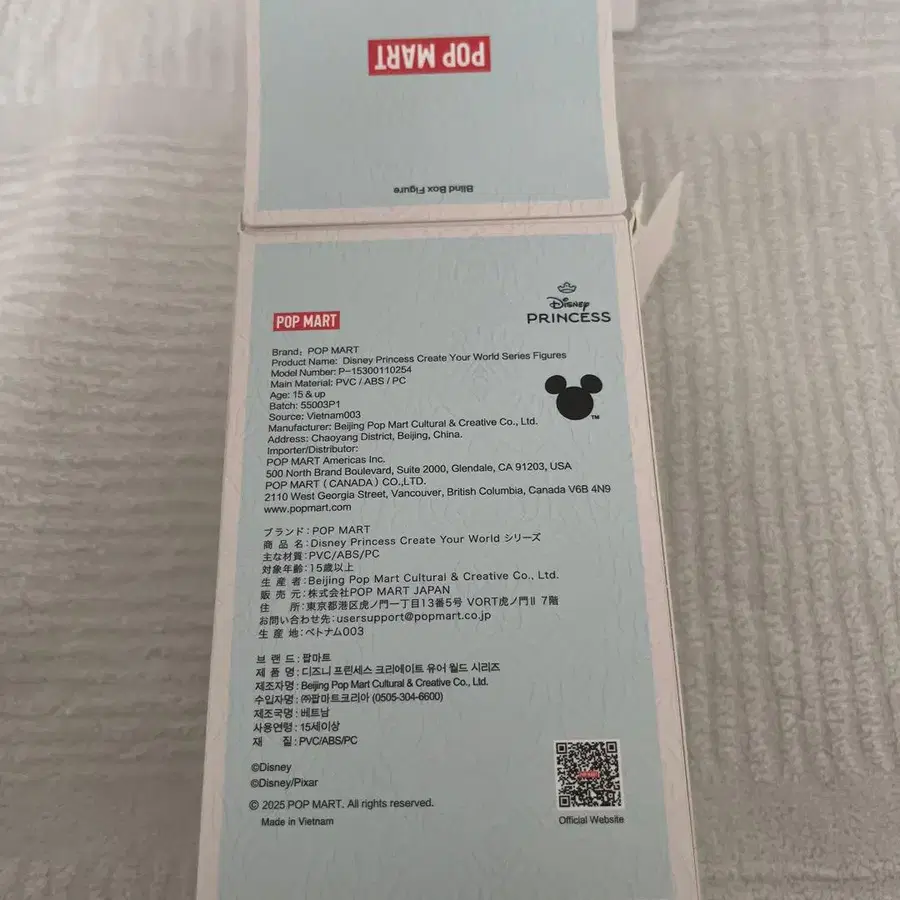 POP MART
Blind Box Figure
POP MART
Disney
PRINCESS
Brand: POP MART
Product Name: Disney Princess Create Your World Series Figures
Model Number: P-15300110254
Main Material: PVC / ABS / PC
Age: 15 & up
Batch: 55003P1
Source: Vietnam003
Manufacturer: Beijing Pop Mart Cultural & Creative Co., Ltd.
Address: Chaoyang District, Beijing, China.
Importer/Distributor:
POP MART Americas Inc.
500 North Brand Boulevard, Suite 2000, Glendale, CA 91203, USA
POP MART (CANADA) CO.,LTD.
2110 West Georgia Street, Vancouver, British Columbia, Canada V6B 4N9
www.popmart.com
TM
ブランド:POP MART
商 品 名:Disney Princess Create Your World シリーズ
主な材質:PVC/ABS/PC
対象年齢:15歳以上
生 産 者:Beijing Pop Mart Cultural & Creative Co., Ltd.
販 売 元:株式会社POP MART JAPAN
住 所:東京都港区虎ノ門一丁目13番5号 VORT虎ノ門Ⅱ 7階
お問い合わせ先:usersupport@popmart.co.jp
生 産 地:ベトナム003
브 랜 드 : 팝마트
제 품 명 : 디즈니 프린세스 크리에이트 유어 월드 시리즈
제조자명 : Beijing Pop Mart Cultural & Creative Co., Ltd.
수입자명 : ㈜팝마트코리아 (0505-304-6600)
제조국명 : 베트남
사용연령 : 15세이상
재 질 : PVC/ABS/PC
©Disney
©Disney/Pixar
© 2025 POP MART. All rights reserved.
Made in Vietnam
POP MART
Official Website